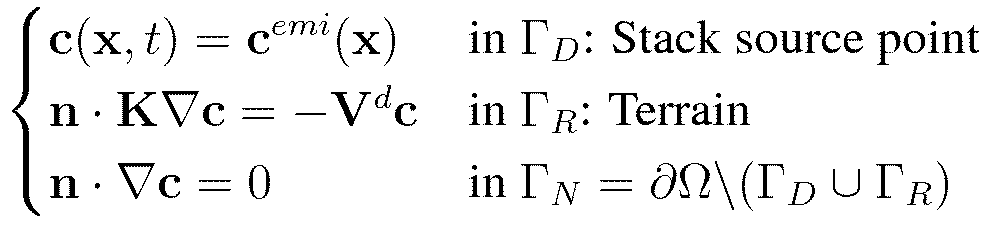 c(x, t) = c^{emi}(x) in Γ_D: Stack source point
n · K∇c = −V^d c in Γ_R: Terrain
n · ∇c = 0 in Γ_N = ∂Ω\(Γ_D ∪ Γ_R)